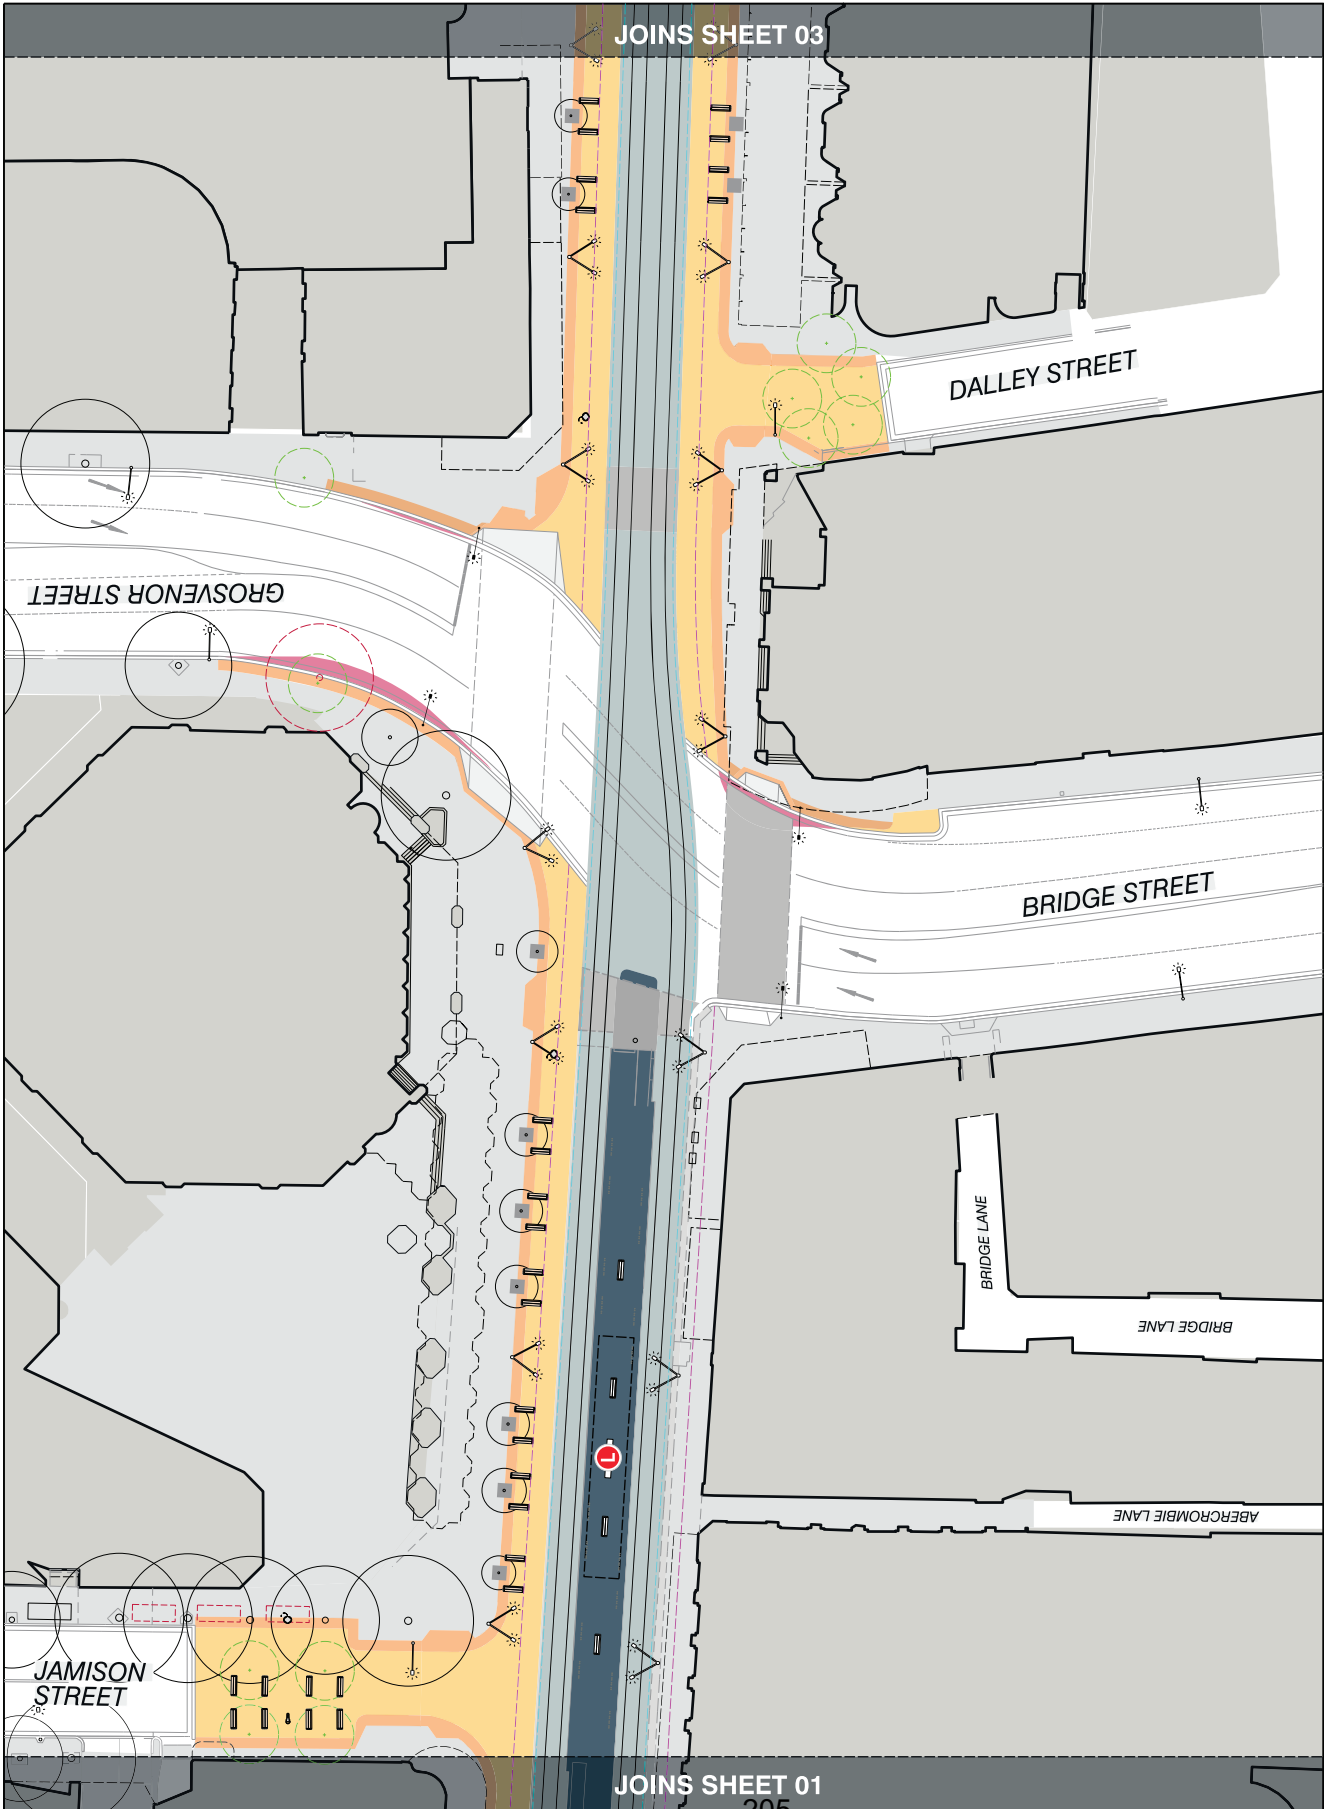 JOINS SHEET 03
DALLEY STREET
GROSVENOR STREET
BRIDGE STREET
BRIDGE LANE
BRIDGE LANE
L
ABERCROMBIE LANE
JAMISON
STREET
JOINS SHEET 01
205